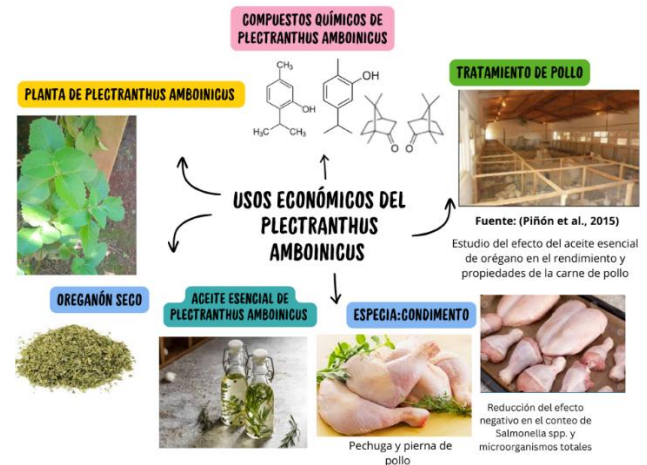 COMPUESTOS QUÍMICOS DE
PLECTRANTHUS AMBOINICUS
PLANTA DE PLECTRANTHUS AMBOINICUS
TRATAMIENTO DE POLLO
CH₃
OH
H₃C
CH₃
OH
O
O
USOS ECONÓMICOS DEL
PLECTRANTHUS
AMBOINICUS
Fuente: (Piñón et al., 2015)
Estudio del efecto del aceite esencial
de orégano en el rendimiento y
propiedades de la carne de pollo
OREGANÓN SECO
ACEITE ESENCIAL DE
PLECTRANTHUS AMBOINICUS
ESPECIA:CONDIMENTO
Pechuga y pierna de
pollo
Reducción del efecto
negativo en el conteo de
Salmonella spp. y
microorganismos totales